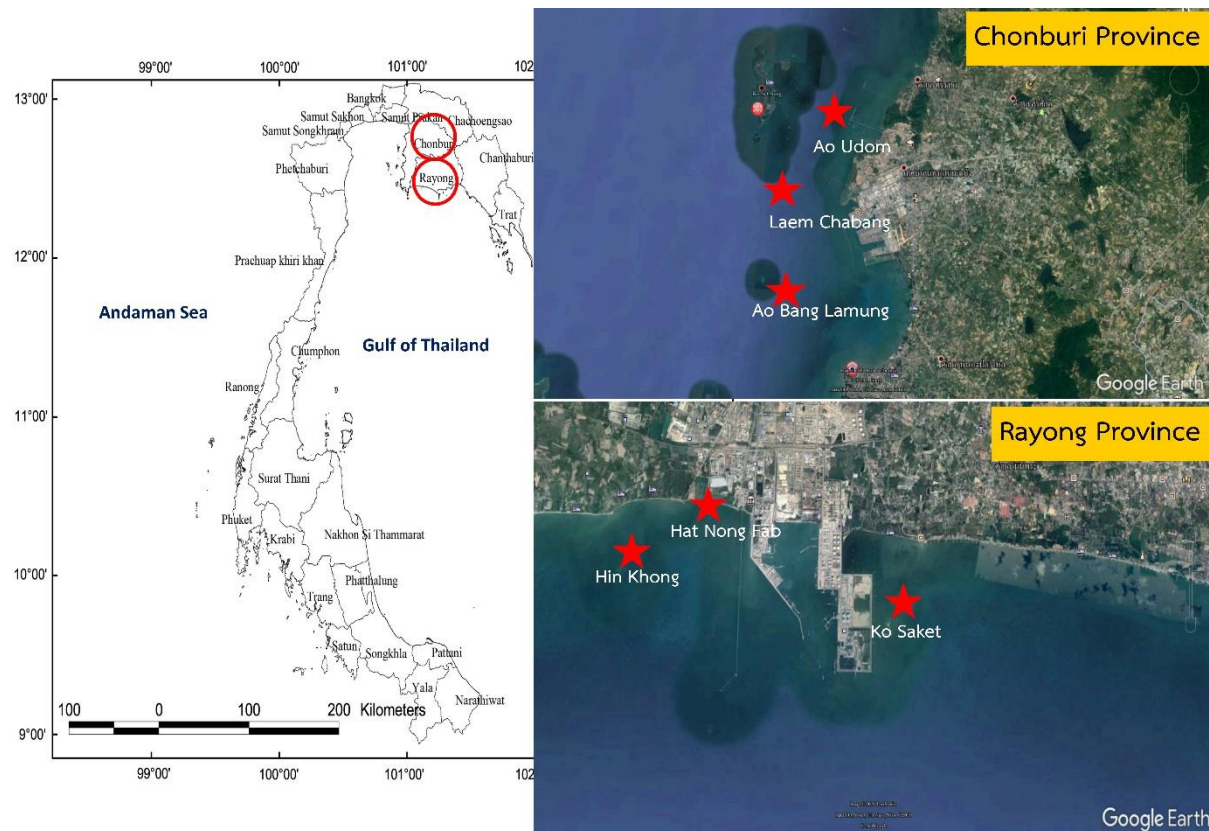 99°00'
100°00'
101°00'
102
13°00'
12°00'
11°00'
10°00'
9°00'
Bangkok
Samut Prakan
Samut Sakhon
Samut Songkhram
Chachoengsao
Chonburi
Chanthaburi
Phetchaburi
Rayong
Trat
Prachuap khiri khan
Andaman Sea
Gulf of Thailand
Chumphon
Ranong
Surat Thani
Phuket
Krabi
Nakhon Si Thammarat
Phatthalung
Trang
Satun
Songkhla
Pattani
Yala
Narathiwat
100 0 100 200 Kilometers
99°00'
100°00'
101°00'
102
Chonburi Province
Ao Udom
Laem Chabang
Ao Bang Lamung
Google Earth
Rayong Province
Hat Nong Fab
Hin Khong
Ko Saket
Google Earth